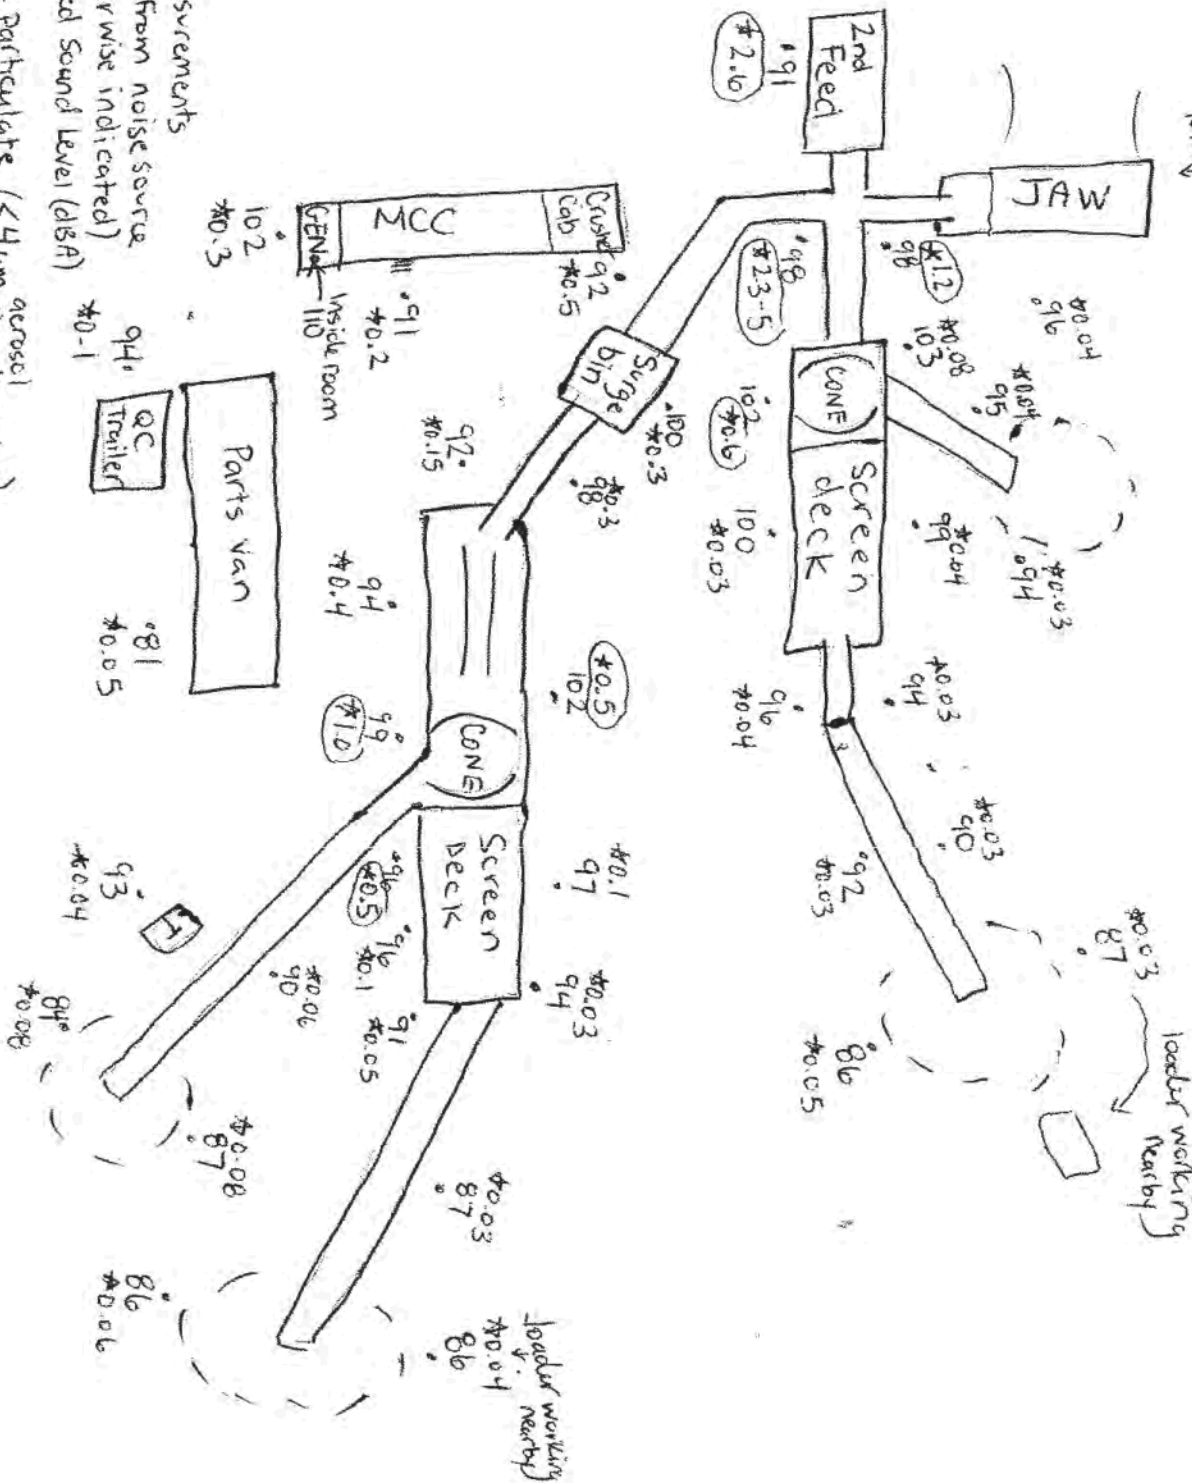 loader working
nearby
*0.03
87
JAW
*0.04
96
*0.04
95
*0.03
94
*0.03
90
*1.2
98
*0.08
103
*0.04
99
*0.03
94
86
*0.05
2nd
Feed
CONE
Screen
deck
92
*0.03
91
*2.6
98
*23-5
102
*0.6
100
*0.03
96
*0.04
100
*0.3
Surge
bin
*0.3
98
*0.5
102
*0.1
97
*0.03
94
loader working
nearby
*0.04
86
*0.03
87
Crusher
Cab
MCC
GEN
92
*0.5
91
*0.2
Inside room
110
102
*0.3
92
*0.15
CONE
Screen
Deck
94
*0.4
99
*1.0
96
*0.5
96
*0.1
91
*0.05
*0.06
90
*0.08
87
86
*0.06
Parts van
QC
Trailer
94
*0-1
81
*0.05
T
93
*0.04
84
*0.08
surements
from noise source
rwise indicated)
ed sound level (dBA)
Particulate (<4um aerosol